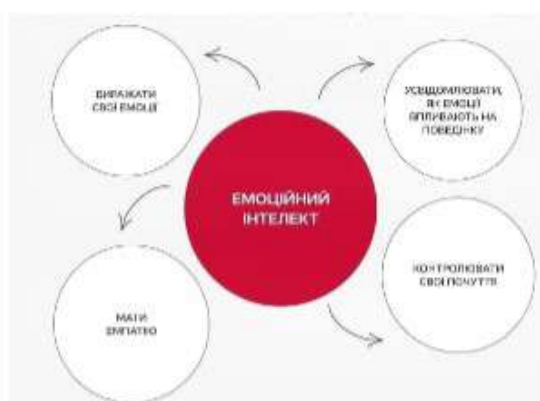 ВИРАЖАТИ
СВОЇ ЕМОЦІЇ
УСВІДОМЛЮВАТИ,
ЯК ЕМОЦІЇ
ВПЛИВАЮТЬ НА
ПОВЕДІНКУ
ЕМОЦІЙНИЙ
ІНТЕЛЕКТ
МАТИ
ЕМПАТІЮ
КОНТРОЛЮВАТИ
СВОЇ ПОЧУТТЯ